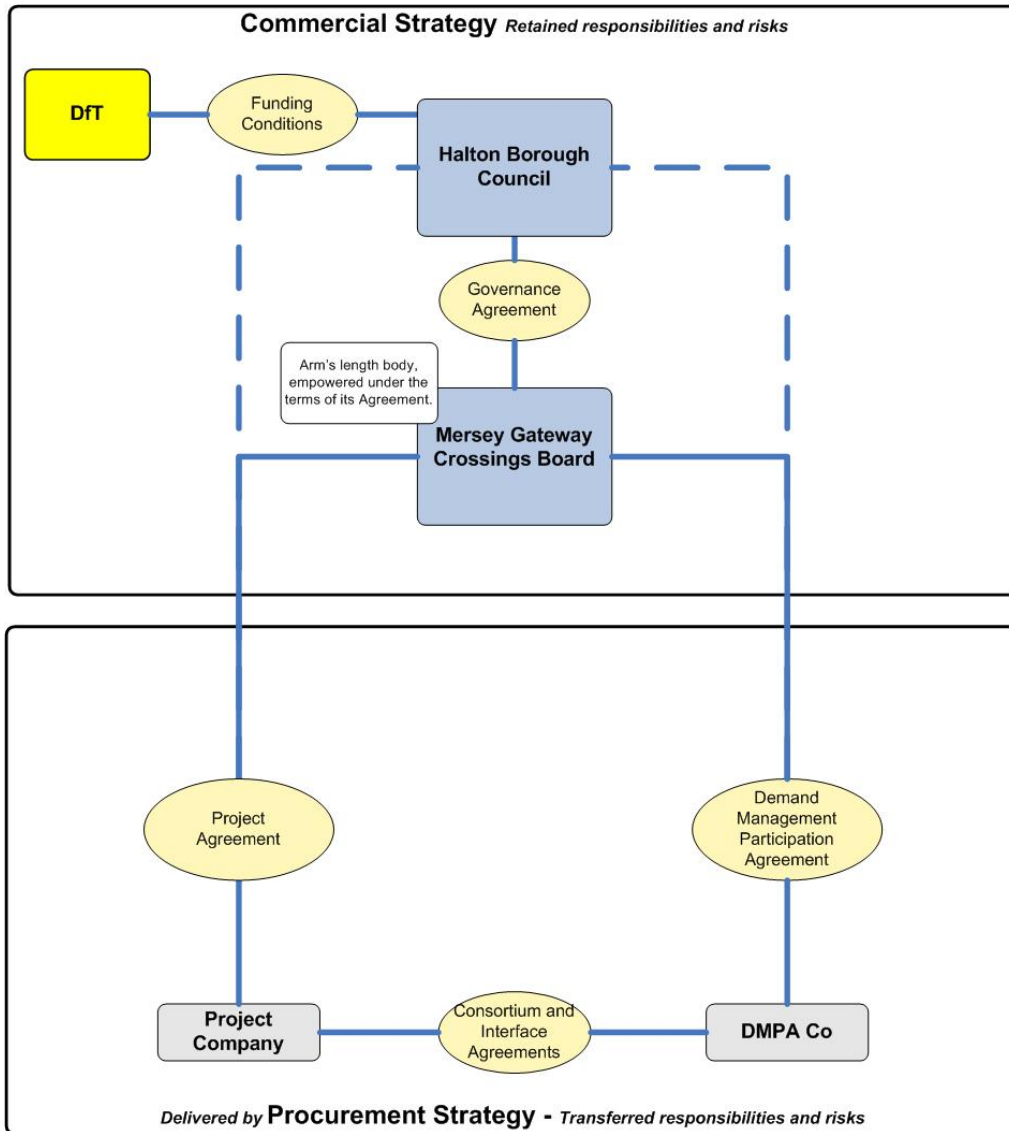 Commercial Strategy Retained responsibilities and risks
DfT
Funding
Conditions
Halton Borough
Council
Governance
Agreement
Arm's length body,
empowered under the
terms of its Agreement.
Mersey Gateway
Crossings Board
Project
Agreement
Demand
Management
Participation
Agreement
Project
Company
Consortium and
Interface
Agreements
DMPA Co
Delivered by Procurement Strategy - Transferred responsibilities and risks